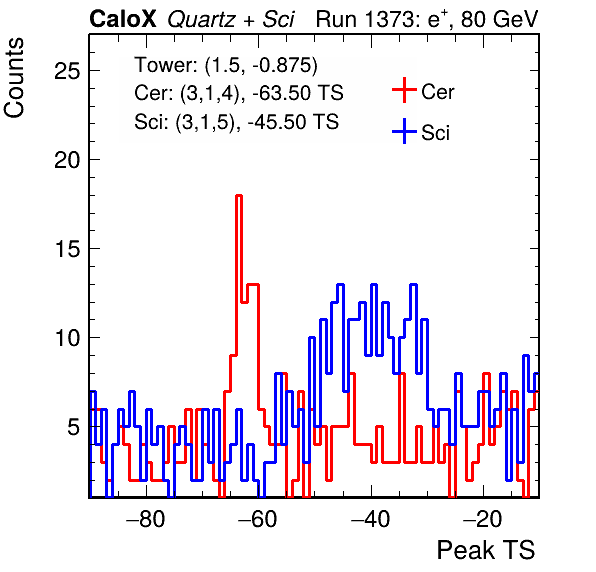 CaloX Quartz + Sci Run 1373: e+, 80 GeV
Counts
Tower: (1.5, -0.875)
Cer: (3,1,4), -63.50 TS
Sci: (3,1,5), -45.50 TS
Cer
Sci
25
20
15
10
5
−80 −60 −40 −20
Peak TS